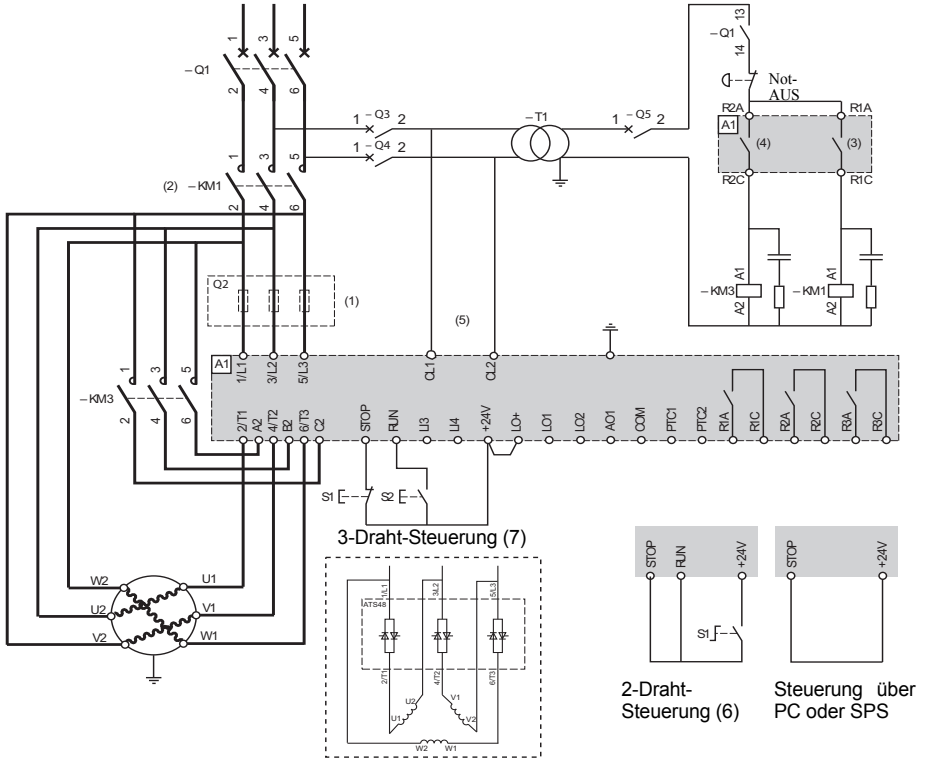 1 3 5
–Q1
2 4 6
13
–Q1
14
Not-
AUS
R2A R1A
A1
(4) (3)
R2C R1C
1 –Q3 2
1 –Q4 2
–T1
1 –Q5 2
1 3 5
(2) –KM1
2 4 6
A1 A1
–KM3 –KM1
A2 A2
Q2
(1)
(5)
A1
1/L1 3/L2 5/L3 CL1 CL2
1 3 5
–KM3
2 4 6
2/T1 A2 4/T2 B2 6/T3 C2 STOP RUN LI3 LI4 +24V LO+ LO1 LO2 AO1 COM PTC1 PTC2 R1A R1C R2A R2C R3A R3C
S1 S2
3-Draht-Steuerung (7)
W2 U1
U2 V1
V2 W1
1/L1 3/L2 5/L3
ATS48
2/T1 4/T2 6/T3
U1 U2 V1 V2
W2 W1
STOP RUN +24V
S1
2-Draht-
Steuerung (6)
STOP +24V
Steuerung über
PC oder SPS